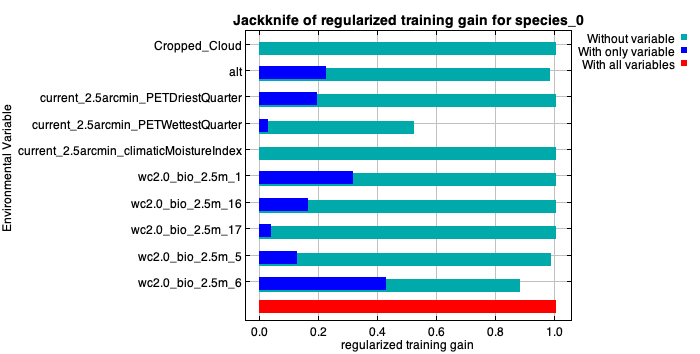 Jackknife of regularized training gain for species_0
Without variable
With only variable
With all variables
Environmental Variable
Cropped_Cloud
alt
current_2.5arcmin_PETDriestQuarter
current_2.5arcmin_PETWettestQuarter
current_2.5arcmin_climaticMoistureIndex
wc2.0_bio_2.5m_1
wc2.0_bio_2.5m_16
wc2.0_bio_2.5m_17
wc2.0_bio_2.5m_5
wc2.0_bio_2.5m_6
0.0 0.2 0.4 0.6 0.8 1.0
regularized training gain